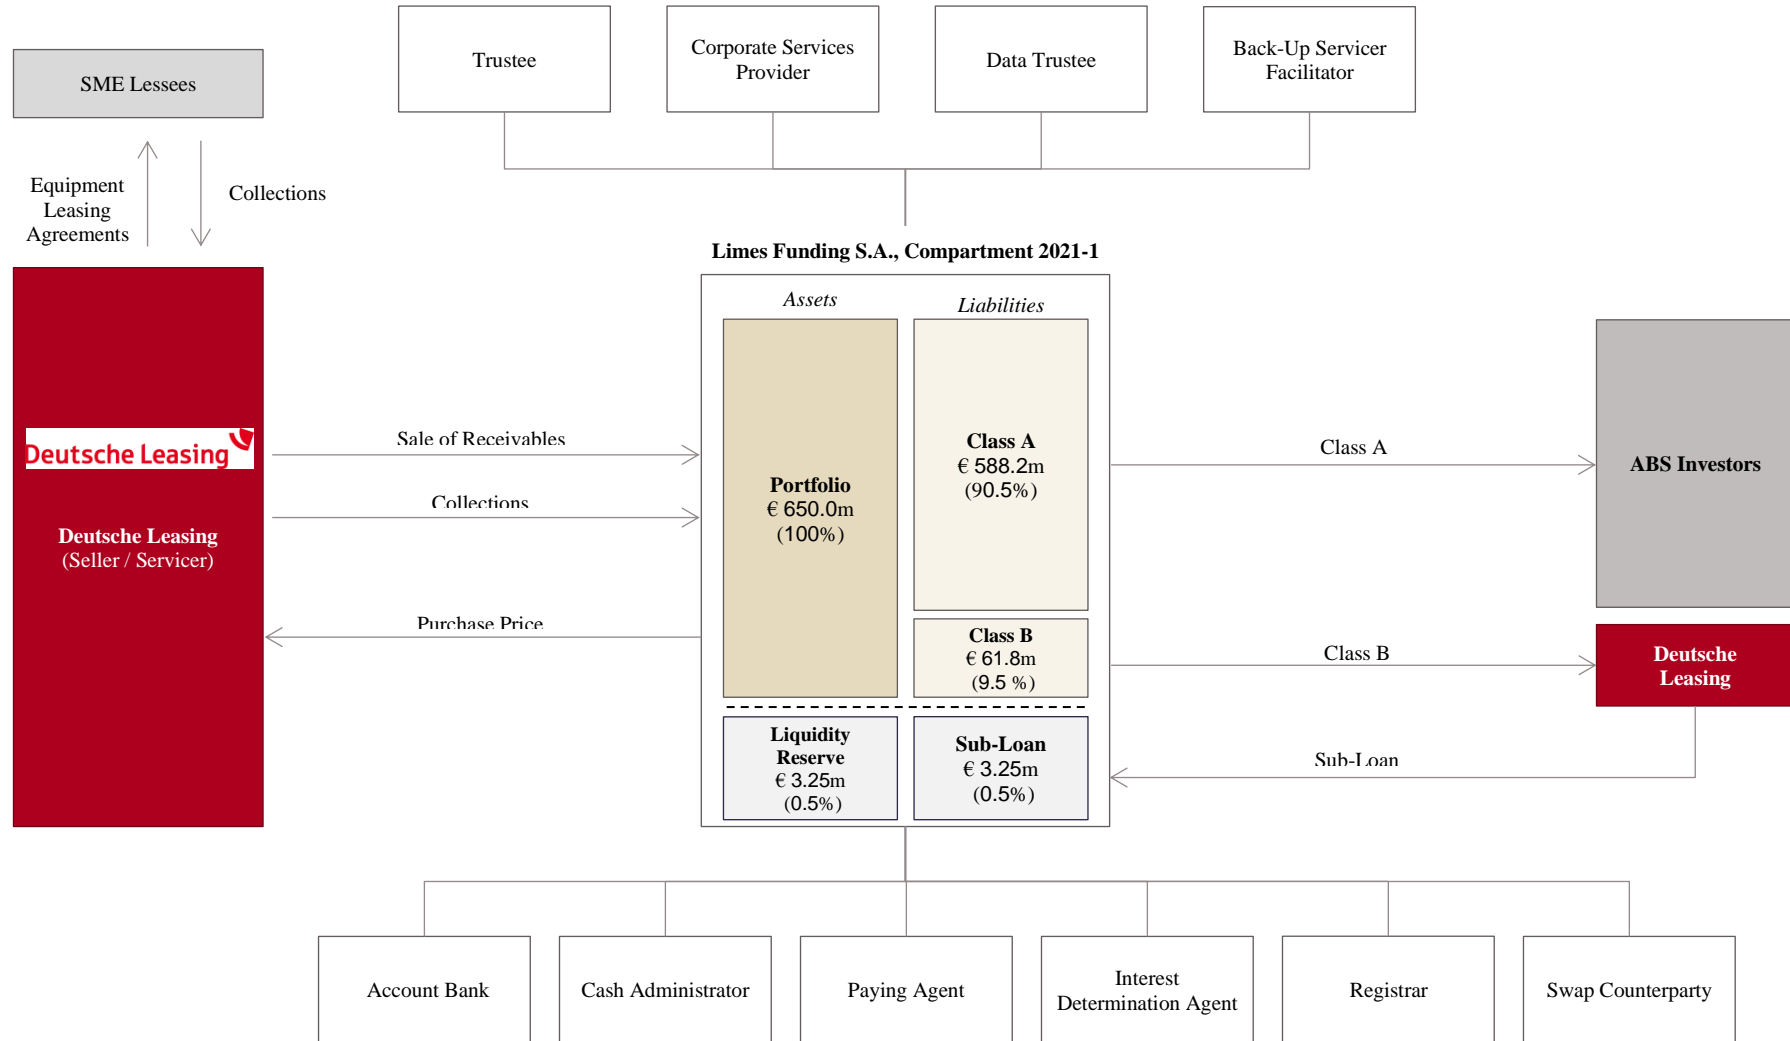 Trustee
Corporate Services
Provider
Data Trustee
Back-Up Servicer
Facilitator
SME Lessees
Equipment
Leasing
Agreements
Collections
Limes Funding S.A., Compartment 2021-1
Assets
Liabilities
Deutsche Leasing
Deutsche Leasing
(Seller / Servicer)
Sale of Receivables
Collections
Purchase Price
Portfolio
€ 650.0m
(100%)
Class A
€ 588.2m
(90.5%)
Class B
€ 61.8m
(9.5 %)
Liquidity
Reserve
€ 3.25m
(0.5%)
Sub-Loan
€ 3.25m
(0.5%)
Class A
ABS Investors
Class B
Deutsche
Leasing
Sub-Loan
Account Bank
Cash Administrator
Paying Agent
Interest
Determination Agent
Registrar
Swap Counterparty